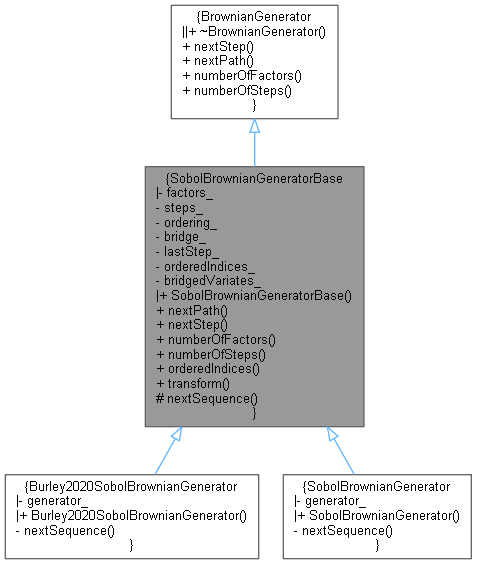 {BrownianGenerator
||+ ~BrownianGenerator()
+ nextStep()
+ nextPath()
+ numberOfFactors()
+ numberOfSteps()
}
{SobolBrownianGeneratorBase
|- factors_
- steps_
- ordering_
- bridge_
- lastStep_
- orderedIndices_
- bridgedVariates_
|+ SobolBrownianGeneratorBase()
+ nextPath()
+ nextStep()
+ numberOfFactors()
+ numberOfSteps()
+ orderedIndices()
+ transform()
# nextSequence()
}
{Burley2020SobolBrownianGenerator
|- generator_
|+ Burley2020SobolBrownianGenerator()
- nextSequence()
}
{SobolBrownianGenerator
|- generator_
|+ SobolBrownianGenerator()
- nextSequence()
}